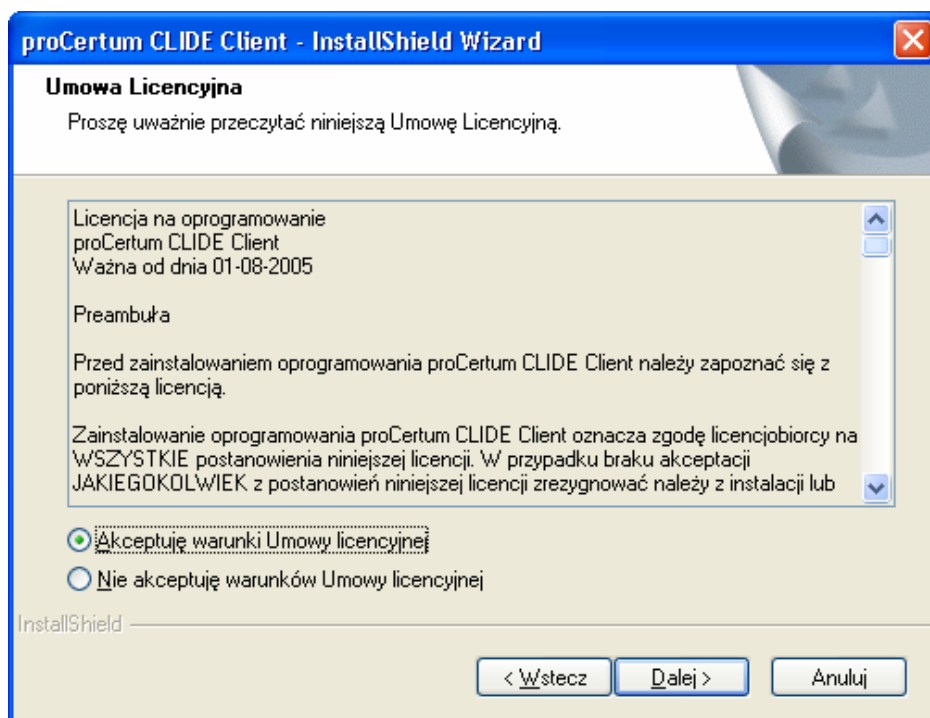 proCertum CLIDE Client - InstallShield Wizard
Umowa Licencyjna
Proszę uważnie przeczytać niniejszą Umowę Licencyjną.
Licencja na oprogramowanie
proCertum CLIDE Client
Ważna od dnia 01-08-2005
Preambuła
Przed zainstalowaniem oprogramowania proCertum CLIDE Client należy zapoznać się z
poniższą licencją.
Zainstalowanie oprogramowania proCertum CLIDE Client oznacza zgodę licencjobiorcy na
WSZYSTKIE postanowienia niniejszej licencji. W przypadku braku akceptacji
JAKIEGOKOLWIEK z postanowień niniejszej licencji zrezygnować należy z instalacji lub
Akceptuję warunki Umowy licencyjnej
Nie akceptuję warunków Umowy licencyjnej
InstallShield
< Wstecz
Dalej >
Anuluj